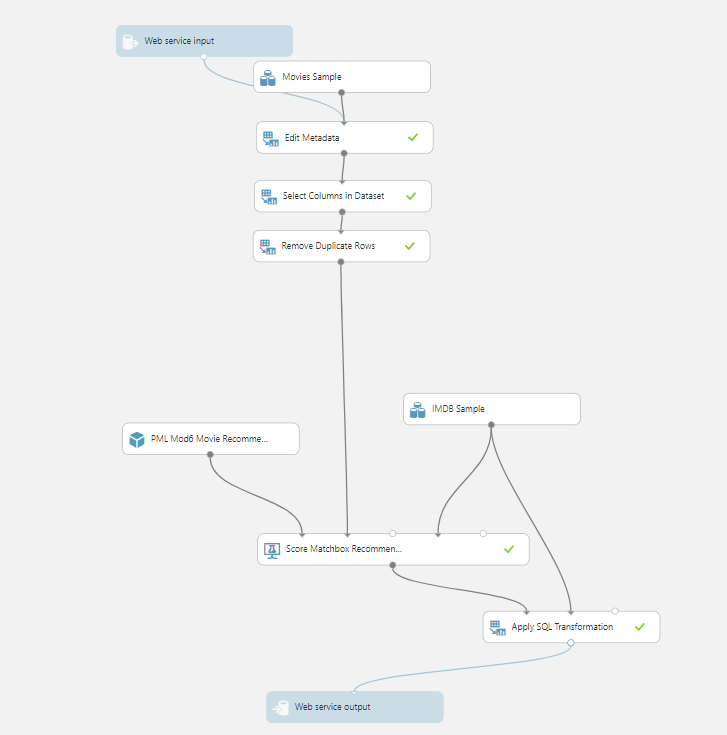 Web service input
Movies Sample
Edit Metadata
Select Columns in Dataset
Remove Duplicate Rows
IMDB Sample
PML Mod6 Movie Recomme...
Score Matchbox Recommen...
Apply SQL Transformation
Web service output